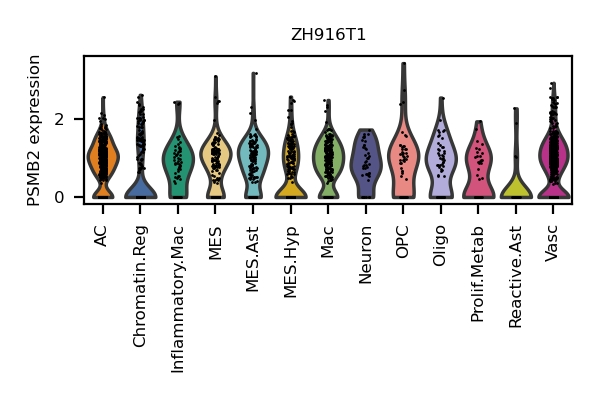 ZH916T1
PSMB2 expression
2
0
AC
Chromatin.Reg
Inflammatory.Mac
MES
MES.Ast
MES.Hyp
Mac
Neuron
OPC
Oligo
Prolif.Metab
Reactive.Ast
Vasc